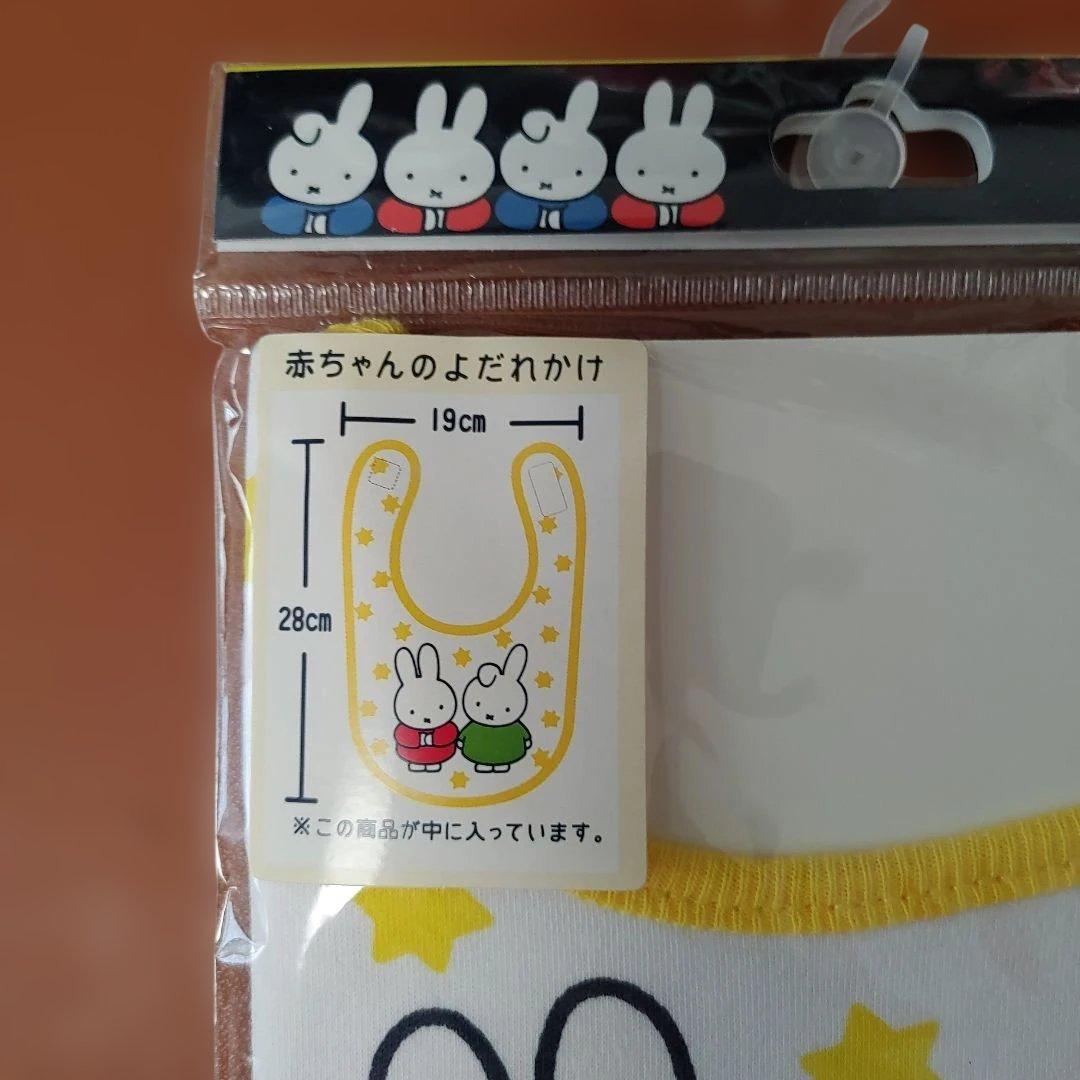 赤ちゃんのよだれかけ
19cm
28cm
※この商品が中に入っています。